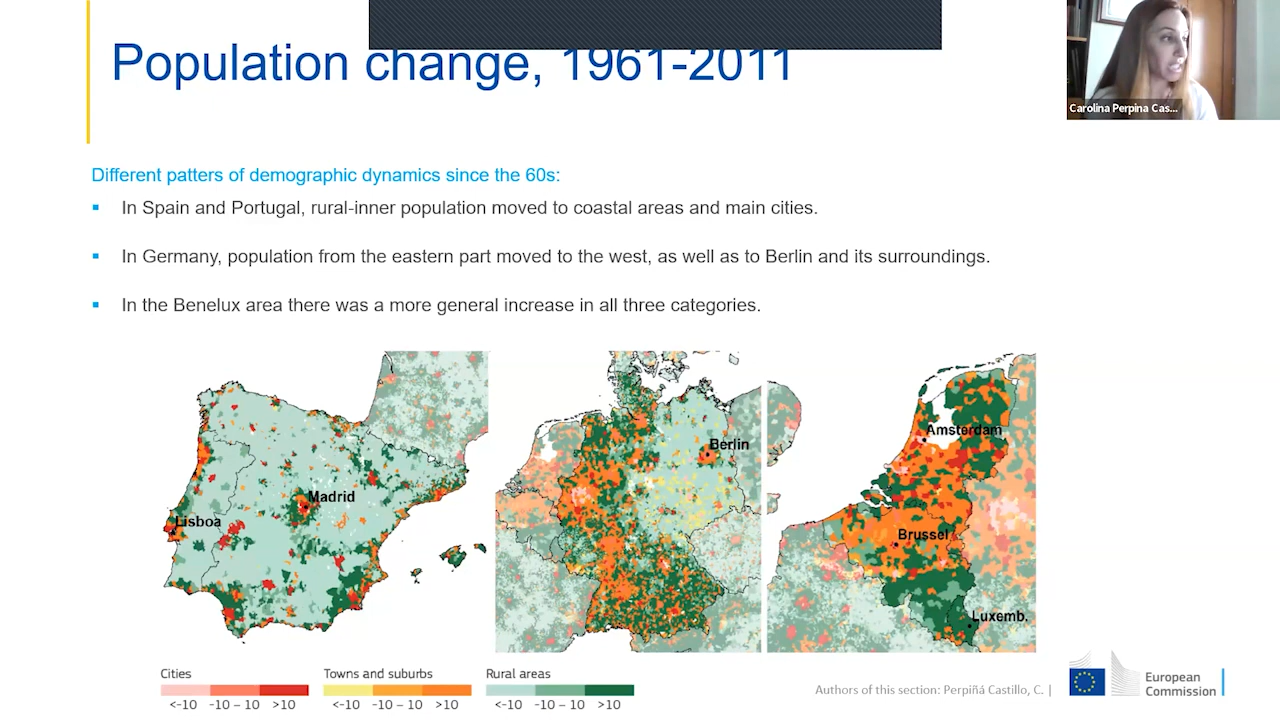 Population change, 1961-2011
Carolina Perpina Cas...
Different patters of demographic dynamics since the 60s:
▪ In Spain and Portugal, rural-inner population moved to coastal areas and main cities.
▪ In Germany, population from the eastern part moved to the west, as well as to Berlin and its surroundings.
▪ In the Benelux area there was a more general increase in all three categories.
Madrid
Lisboa
Berlin
Amsterdam
Brussel
Luxemb.
Cities
<-10 -10 – 10 >10
Towns and suburbs
<-10 -10 – 10 >10
Rural areas
<-10 -10 – 10 >10
Authors of this section: Perpiñá Castillo, C. |
European
Commission